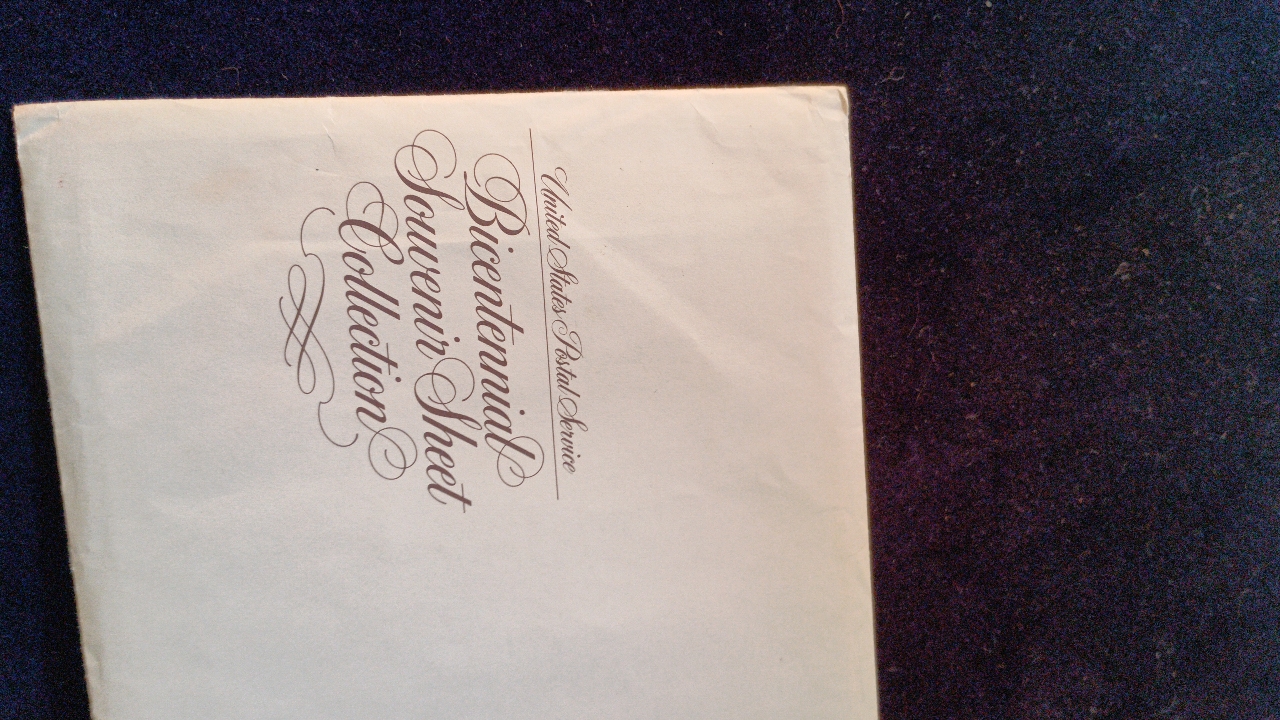 United States Postal Service
Bicentennial
Souvenir Sheet
Collection